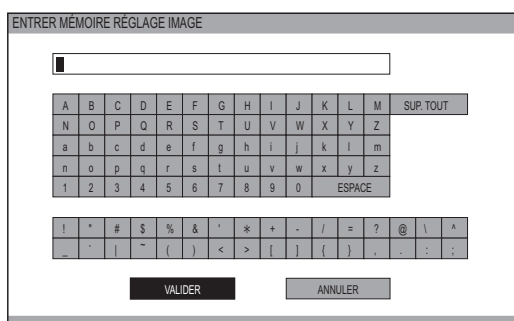 ENTRER MÉMOIRE RÉGLAGE IMAGE
A B C D E F G H I J K L M SUP. TOUT
N O P Q R S T U V W X Y Z
a b c d e f g h i j k l m
n o p q r s t u v w x y z
1 2 3 4 5 6 7 8 9 0 ESPACE
! " # $ % & ' * + - / = ? @ \ ^
_ ` | ~ ( ) < > [ ] { } , . : ;
VALIDER ANNULER